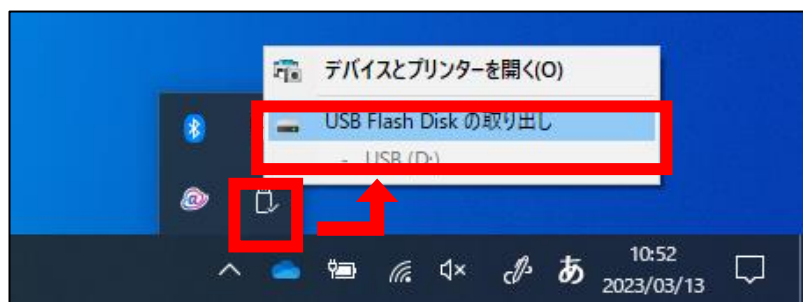 デバイスとプリンターを開く(O)
USB Flash Disk の取り出し
- USB (D:)
あ
10:52
2023/03/13